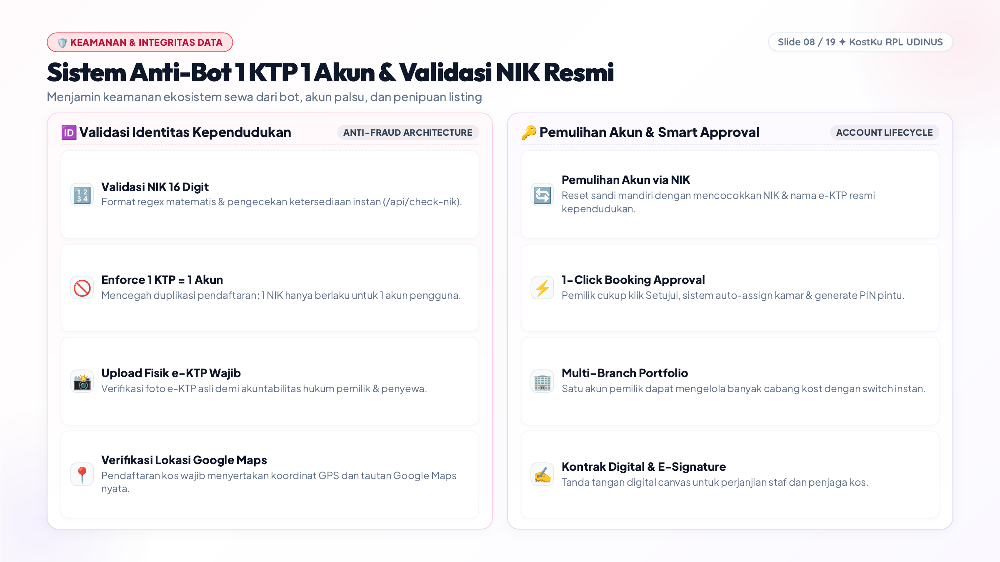 🛡️ KEAMANAN & INTEGRITAS DATA
Slide 08 / 19 ✦ KostKu RPL UDINUS
Sistem Anti-Bot 1 KTP 1 Akun & Validasi NIK Resmi
Menjamin keamanan ekosistem sewa dari bot, akun palsu, dan penipuan listing
🆔 Validasi Identitas Kependudukan
ANTI-FRAUD ARCHITECTURE
Validasi NIK 16 Digit
Format regex matematis & pengecekan ketersediaan instan (/api/check-nik).
Enforce 1 KTP = 1 Akun
Mencegah duplikasi pendaftaran; 1 NIK hanya berlaku untuk 1 akun pengguna.
Upload Fisik e-KTP Wajib
Verifikasi foto e-KTP asli demi akuntabilitas hukum pemilik & penyewa.
Verifikasi Lokasi Google Maps
Pendaftaran kos wajib menyertakan koordinat GPS dan tautan Google Maps
nyata.
🔑 Pemulihan Akun & Smart Approval
ACCOUNT LIFECYCLE
Pemulihan Akun via NIK
Reset sandi mandiri dengan mencocokkan NIK & nama e-KTP resmi
kependudukan.
1-Click Booking Approval
Pemilik cukup klik Setujui, sistem auto-assign kamar & generate PIN pintu.
Multi-Branch Portfolio
Satu akun pemilik dapat mengelola banyak cabang kost dengan switch instan.
Kontrak Digital & E-Signature
Tanda tangan digital canvas untuk perjanjian staf dan penjaga kos.